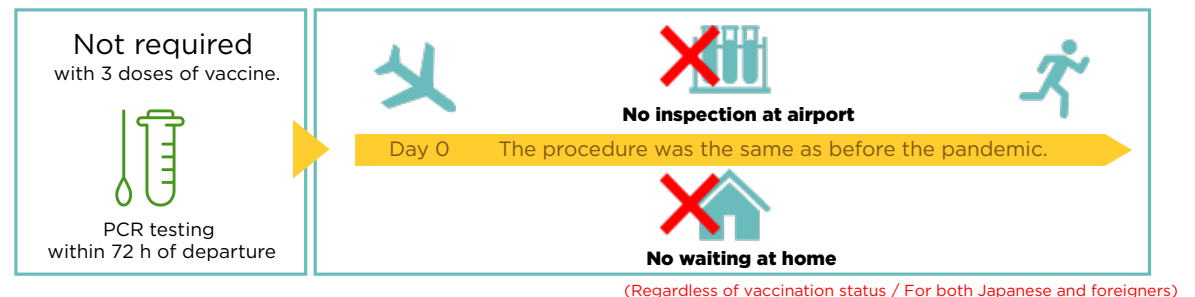 Not required
with 3 doses of vaccine.
PCR testing
within 72 h of departure
No inspection at airport
Day 0 The procedure was the same as before the pandemic.
No waiting at home
(Regardless of vaccination status / For both Japanese and foreigners)